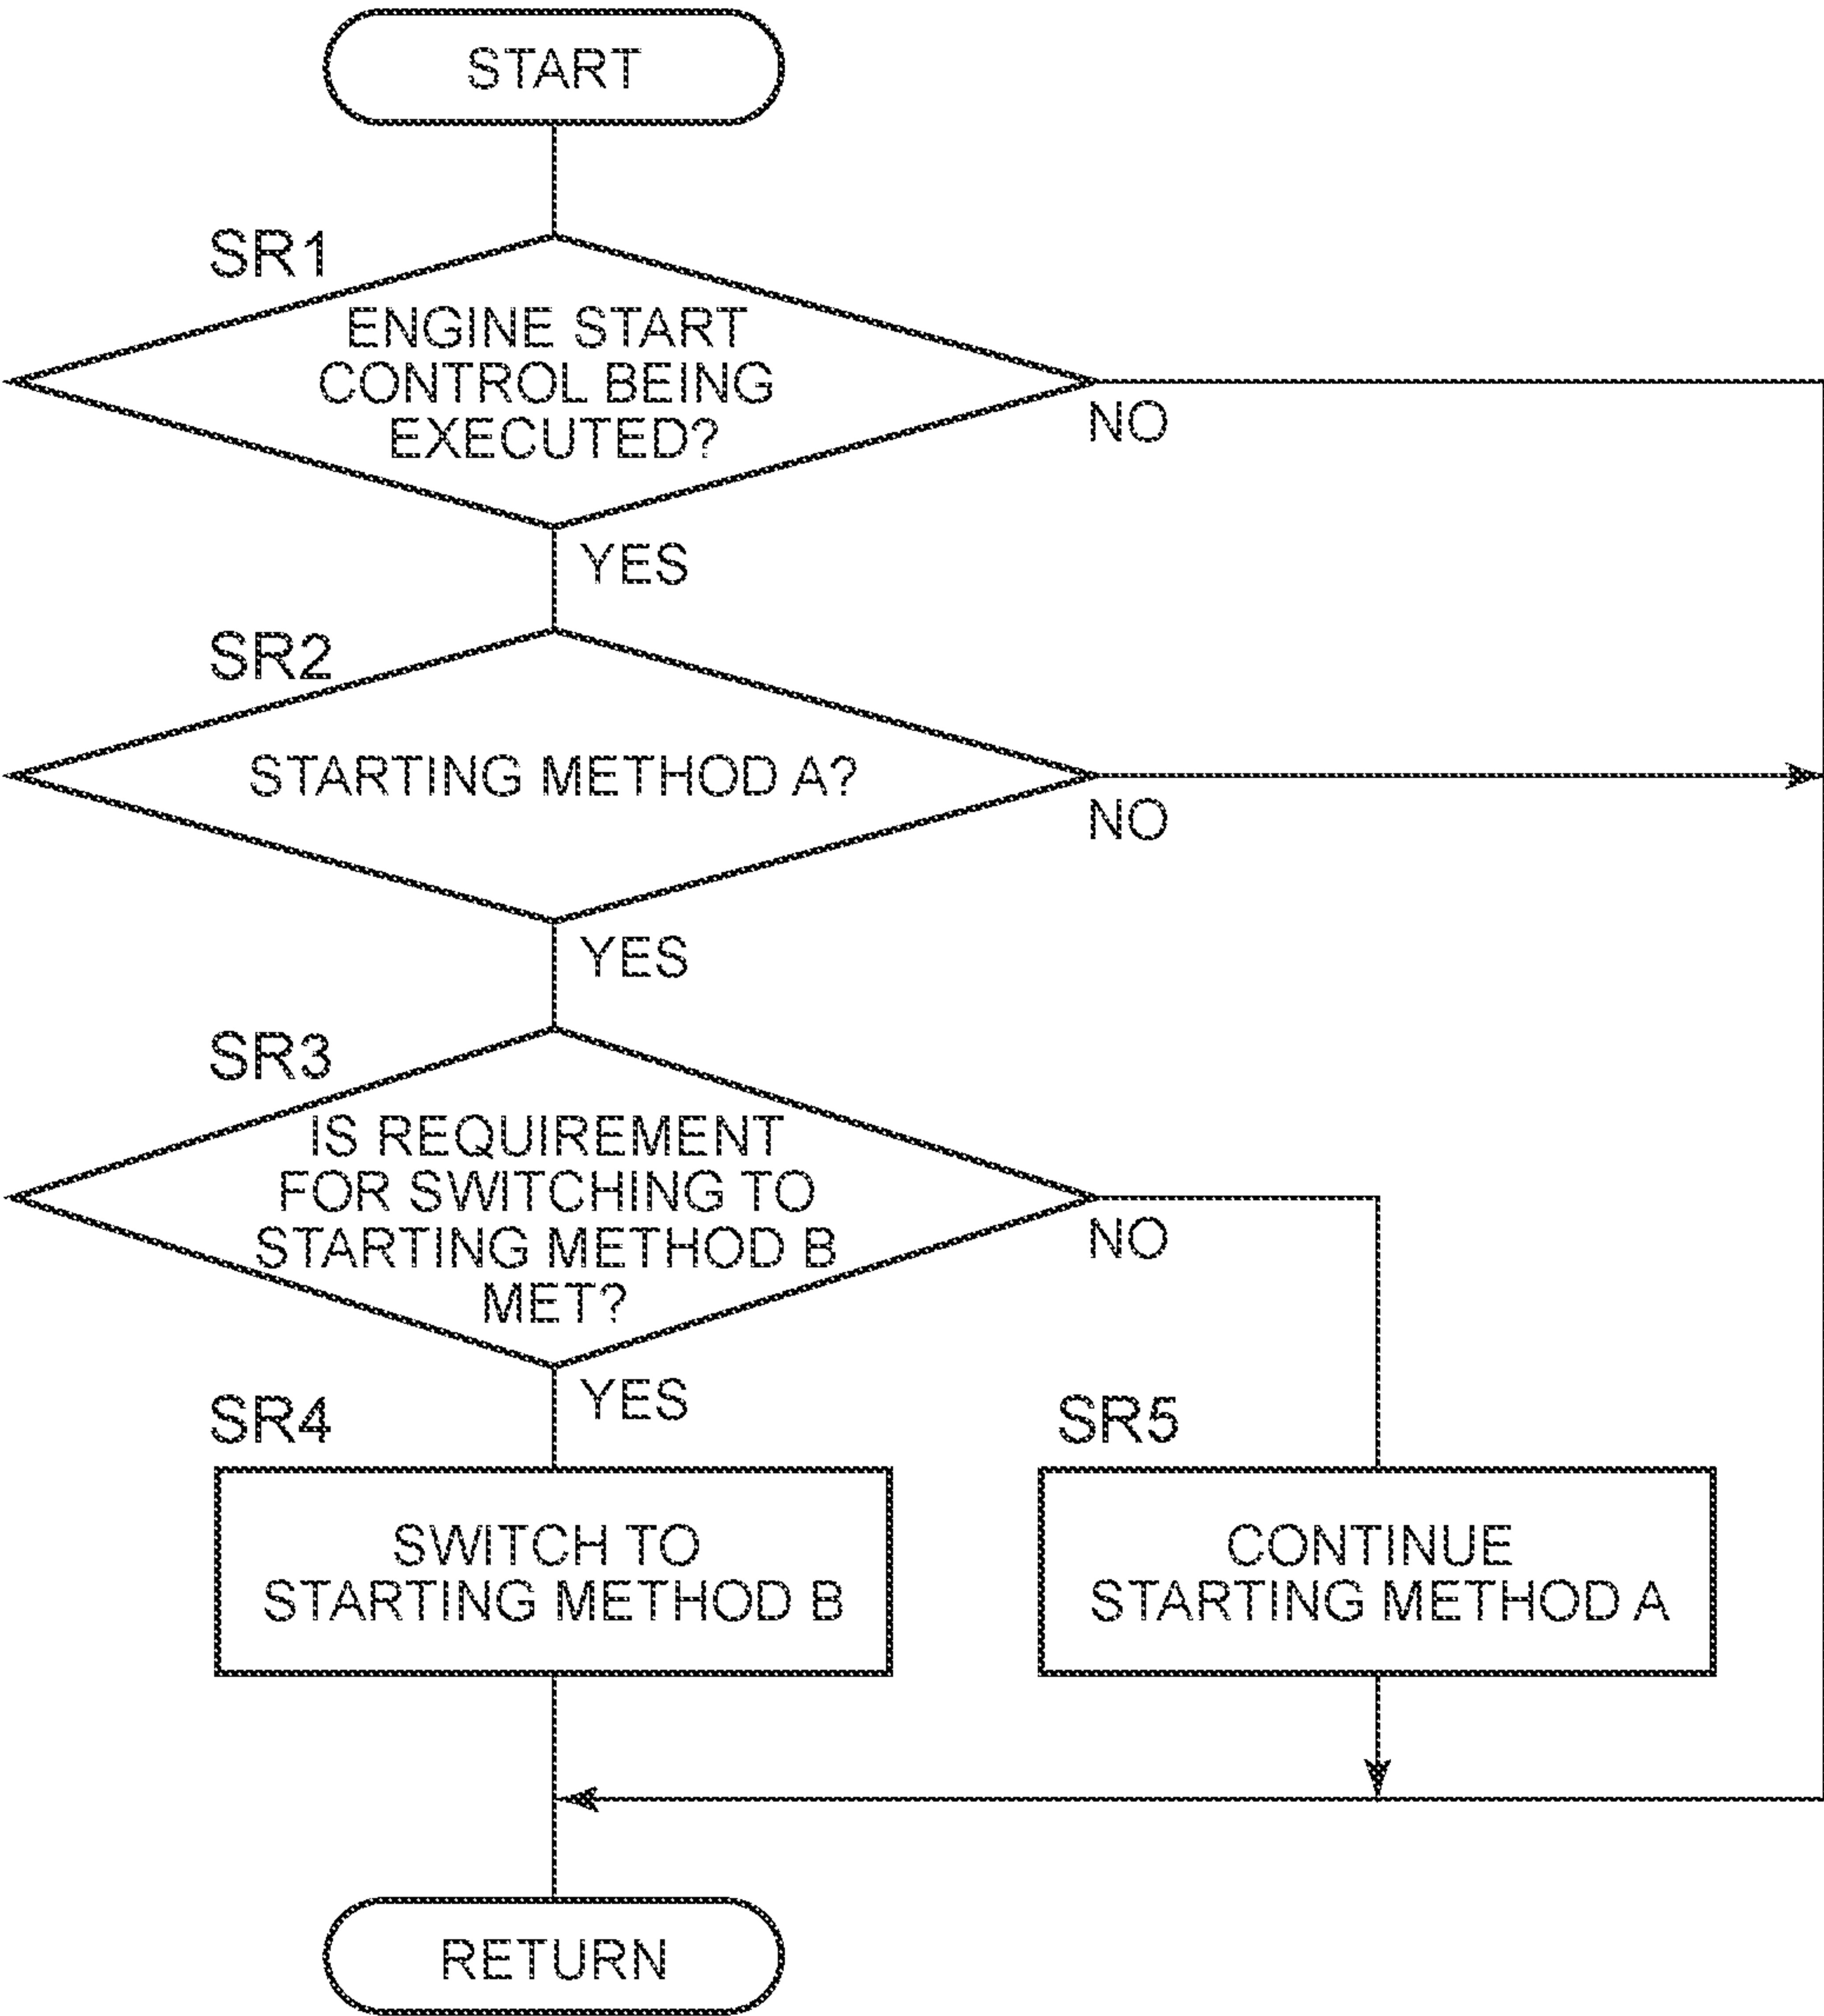 START
SR1
ENGINE START
CONTROL BEING
EXECUTED?
NO
YES
SR2
STARTING METHOD A?
NO
YES
SR3
IS REQUIREMENT
FOR SWITCHING TO
STARTING METHOD B
MET?
NO
YES
SR4
SWITCH TO
STARTING METHOD B
SR5
CONTINUE
STARTING METHOD A
RETURN